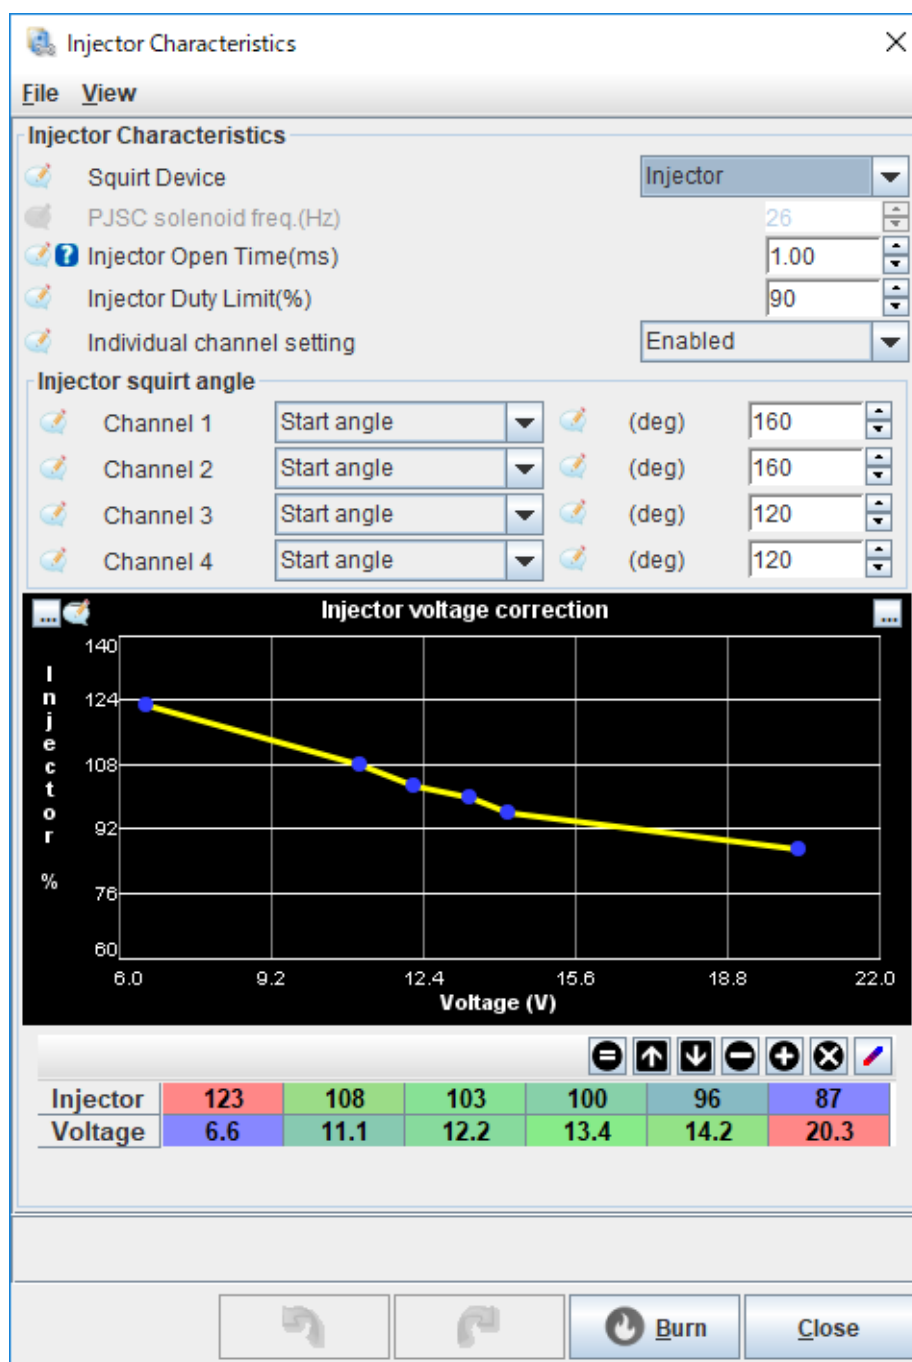 Injector Characteristics
File View
Injector Characteristics
Squirt Device Injector
PJSC solenoid freq.(Hz) 26
? Injector Open Time(ms) 1.00
Injector Duty Limit(%) 90
Individual channel setting Enabled
Injector squirt angle
Channel 1 Start angle (deg) 160
Channel 2 Start angle (deg) 160
Channel 3 Start angle (deg) 120
Channel 4 Start angle (deg) 120
... Injector voltage correction ...
Injector %
140
124
108
92
76
60
6.0 9.2 12.4 15.6 18.8 22.0
Voltage (V)
Injector 123 108 103 100 96 87
Voltage 6.6 11.1 12.2 13.4 14.2 20.3
Burn Close